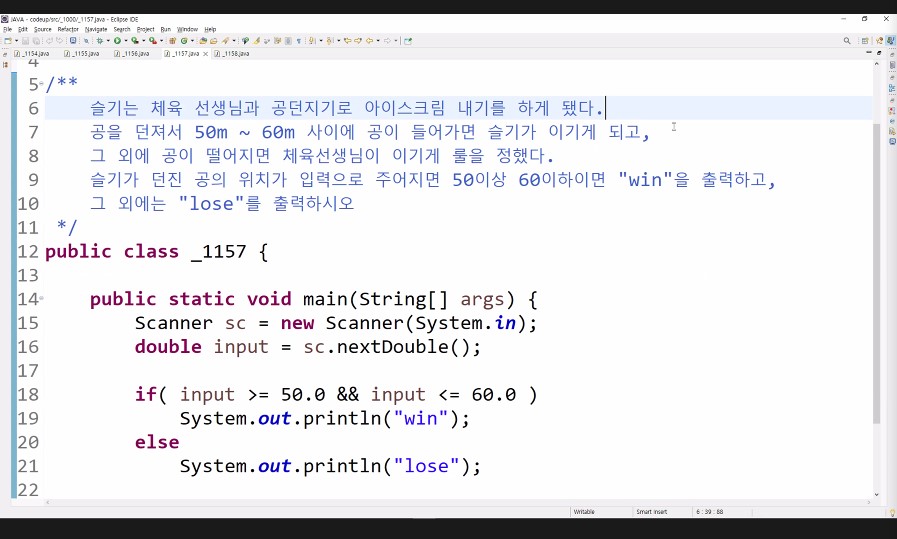 JAVA - codeup/src/_1000/_1157.java - Eclipse IDE
File Edit Source Refactor Navigate Search Project Run Window Help
_1154.java _1155.java _1156.java _1157.java _1158.java
4
5 /**
6 슬기는 체육 선생님과 공던지기로 아이스크림 내기를 하게 됐다.
7 공을 던져서 50m ~ 60m 사이에 공이 들어가면 슬기가 이기게 되고,
8 그 외에 공이 떨어지면 체육선생님이 이기게 룰을 정했다.
9 슬기가 던진 공의 위치가 입력으로 주어지면 50이상 60이하이면 "win"을 출력하고,
10 그 외에는 "lose"를 출력하시오
11 */
12 public class _1157 {
13
14 public static void main(String[] args) {
15 Scanner sc = new Scanner(System.in);
16 double input = sc.nextDouble();
17
18 if( input >= 50.0 && input <= 60.0 )
19 System.out.println("win");
20 else
21 System.out.println("lose");
22
Writable Smart Insert 6 : 39 : 88